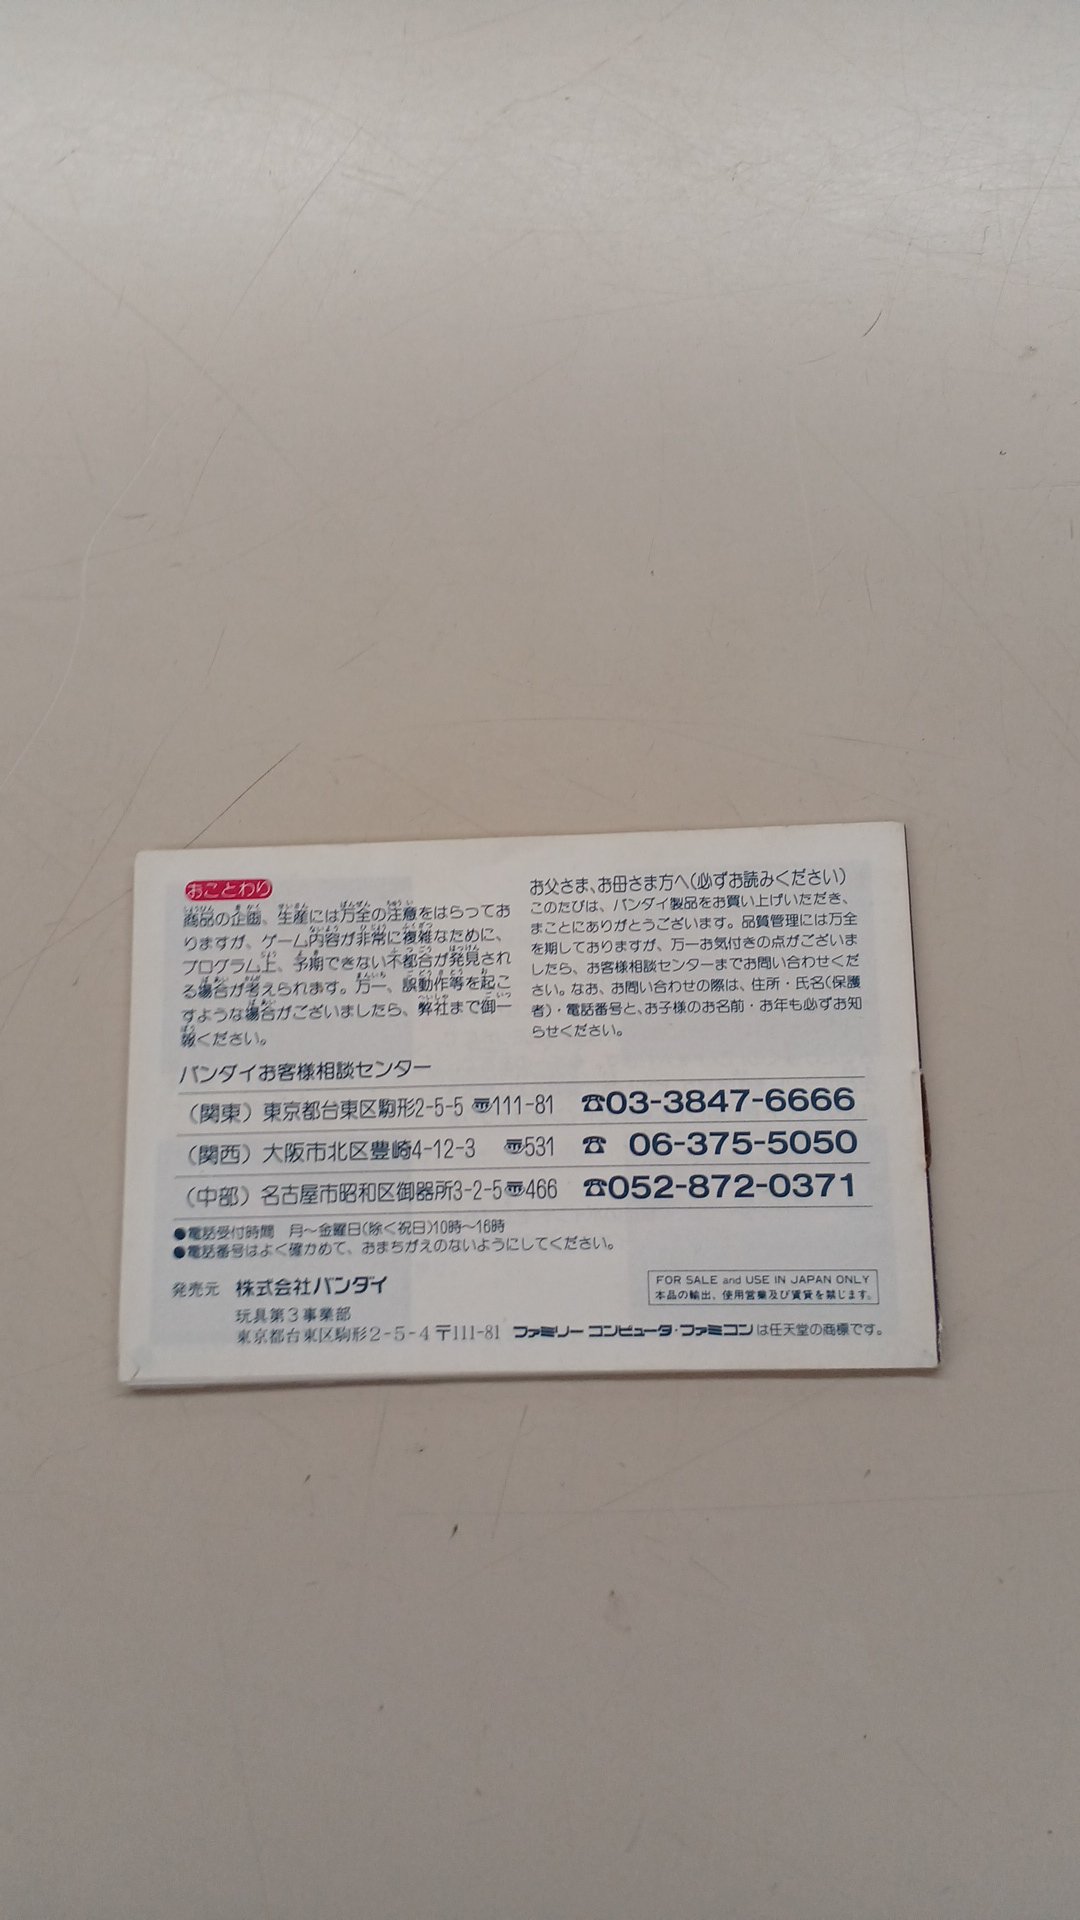 おことわり
商品の企画、生産には万全の注意をはらってお
りますが、ゲーム内容が非常に複雑なために、
プログラム上、予期できない不都合が発見され
る場合が考えられます。万一、誤動作等を起こ
すような場合がございましたら、弊社まで御一
報ください。
お父さま、お母さま方へ(必ずお読みください)
このたびは、バンダイ製品をお買い上げいただき、
まことにありがとうございます。品質管理には万全
を期しておりますが、万一お気付きの点がございま
したら、お客様相談センターまでお問い合わせくだ
さい。なお、お問い合わせの際は、住所・氏名(保護
者)・電話番号と、お子様のお名前・お年も必ずお知
らせください。
バンダイお客様相談センター
(関東) 東京都台東区駒形2-5-5 〠111-81 ☎03-3847-6666
(関西) 大阪市北区豊崎4-12-3 〠531 ☎ 06-375-5050
(中部) 名古屋市昭和区御器所3-2-5〠466 ☎052-872-0371
●電話受付時間 月〜金曜日(除く祝日)10時〜16時
●電話番号はよく確かめて、おまちがえのないようにしてください。
発売元 株式会社バンダイ
玩具第3事業部
東京都台東区駒形2-5-4〒111-81
FOR SALE and USE IN JAPAN ONLY
本品の輸出、使用営業及び賃貸を禁じます。
ファミリーコンピュータ・ファミコンは任天堂の商標です。